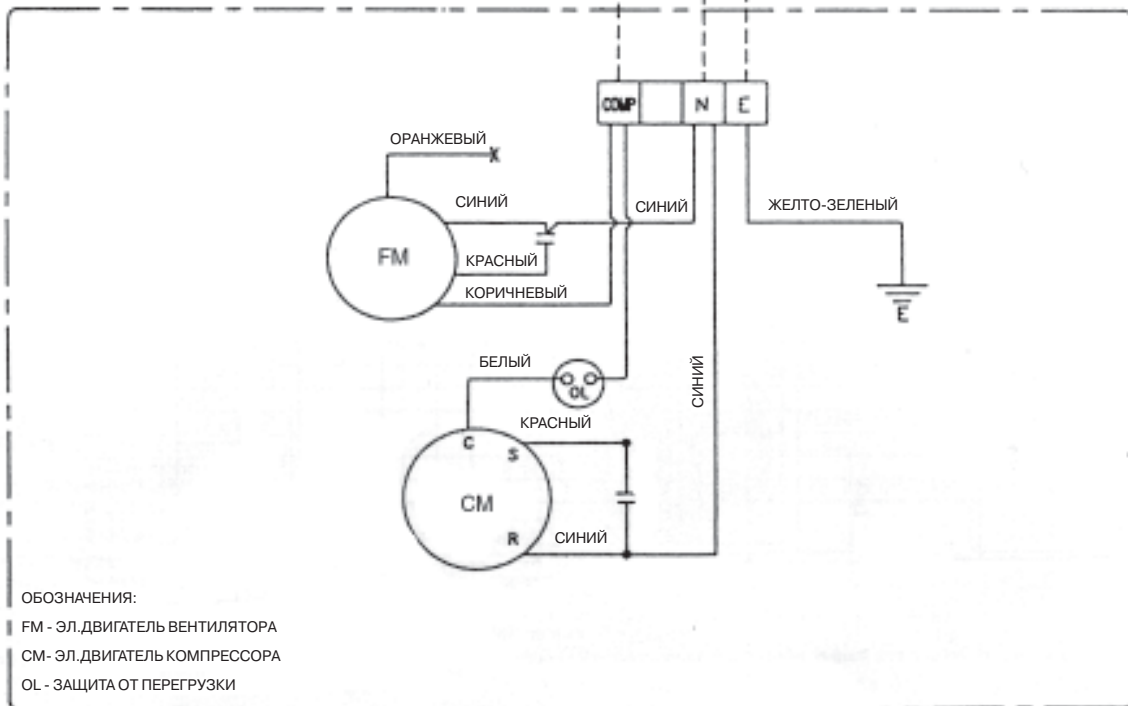 COMP N E
ОРАНЖЕВЫЙ
СИНИЙ
СИНИЙ
ЖЕЛТО-ЗЕЛЕНЫЙ
FM
КРАСНЫЙ
КОРИЧНЕВЫЙ
E
БЕЛЫЙ
OL
СИНИЙ
КРАСНЫЙ
C
S
CM
R
СИНИЙ
ОБОЗНАЧЕНИЯ:
FM - ЭЛ.ДВИГАТЕЛЬ ВЕНТИЛЯТОРА
CM- ЭЛ.ДВИГАТЕЛЬ КОМПРЕССОРА
OL - ЗАЩИТА ОТ ПЕРЕГРУЗКИ